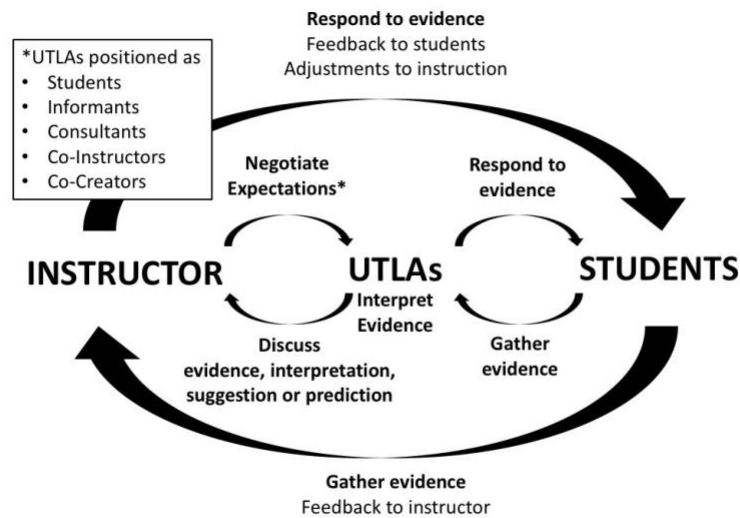 Respond to evidence
Feedback to students
Adjustments to instruction
*UTLAs positioned as
• Students
• Informants
• Consultants
• Co-Instructors
• Co-Creators
Negotiate
Expectations*
Respond to
evidence
INSTRUCTOR
UTLAs
STUDENTS
Interpret
Evidence
Discuss
evidence, interpretation,
suggestion or prediction
Gather
evidence
Gather evidence
Feedback to instructor